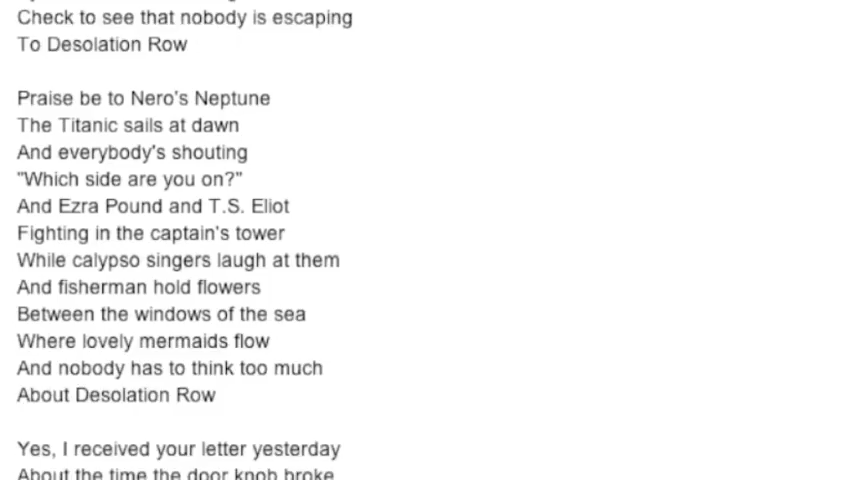 Check to see that nobody is escaping
To Desolation Row
Praise be to Nero's Neptune
The Titanic sails at dawn
And everybody's shouting
"Which side are you on?"
And Ezra Pound and T.S. Eliot
Fighting in the captain's tower
While calypso singers laugh at them
And fisherman hold flowers
Between the windows of the sea
Where lovely mermaids flow
And nobody has to think too much
About Desolation Row
Yes, I received your letter yesterday
About the time the door knob broke